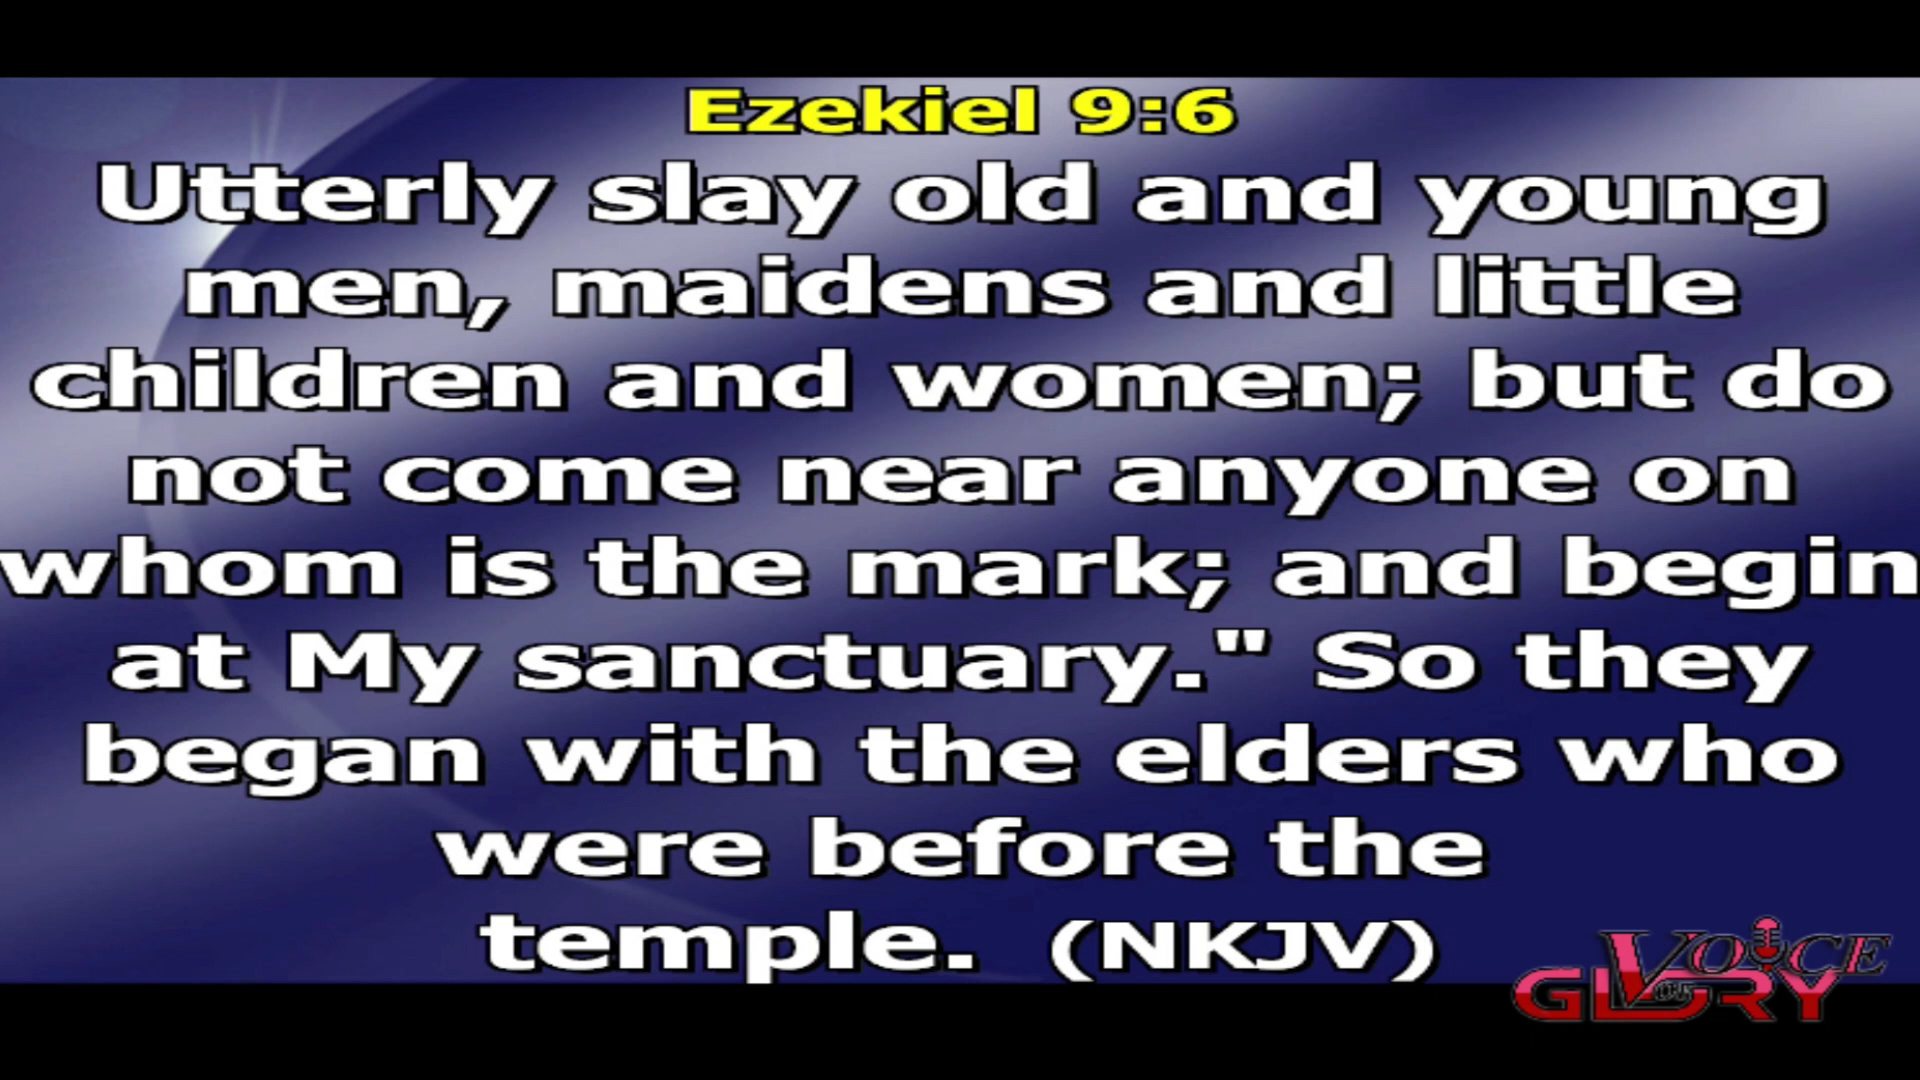 Ezekiel 9:6
Utterly slay old and young
men, maidens and little
children and women; but do
not come near anyone on
whom is the mark; and begin
at My sanctuary." So they
began with the elders who
were before the
temple. (NKJV)
VOICE
OF
GLORY